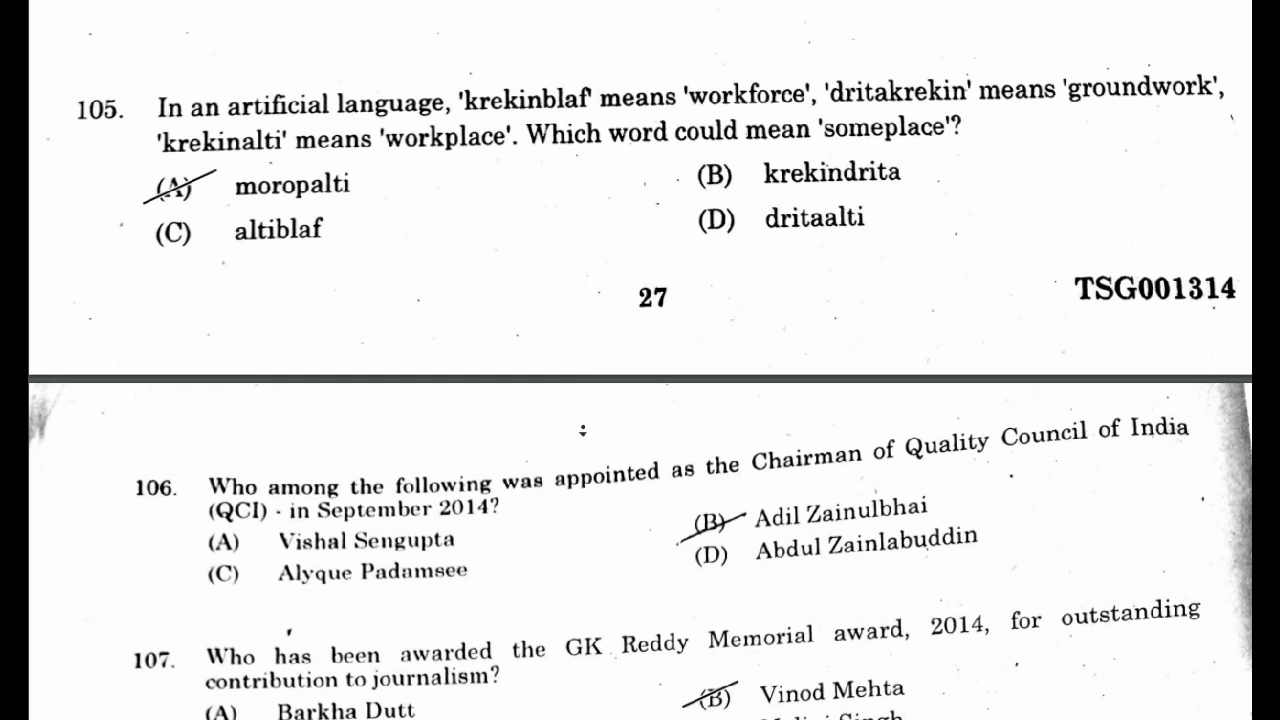 105. In an artificial language, 'krekinblaf' means 'workforce', 'dritakrekin' means 'groundwork',
'krekinalti' means 'workplace'. Which word could mean 'someplace'?
(A) moropalti (B) krekindrita
(C) altiblaf (D) dritaalti
27 TSG001314
106. Who among the following was appointed as the Chairman of Quality Council of India
(QCI) - in September 2014?
(A) Vishal Sengupta (B) Adil Zainulbhai
(C) Alyque Padamsee (D) Abdul Zainlabuddin
107. Who has been awarded the GK Reddy Memorial award, 2014, for outstanding
contribution to journalism?
(A) Barkha Dutt (B) Vinod Mehta